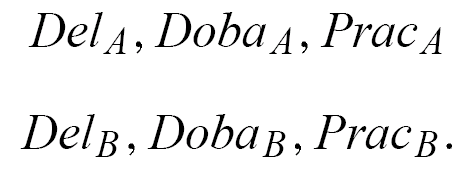 Del_A, Doba_A, Prac_A
Del_B, Doba_B, Prac_B.